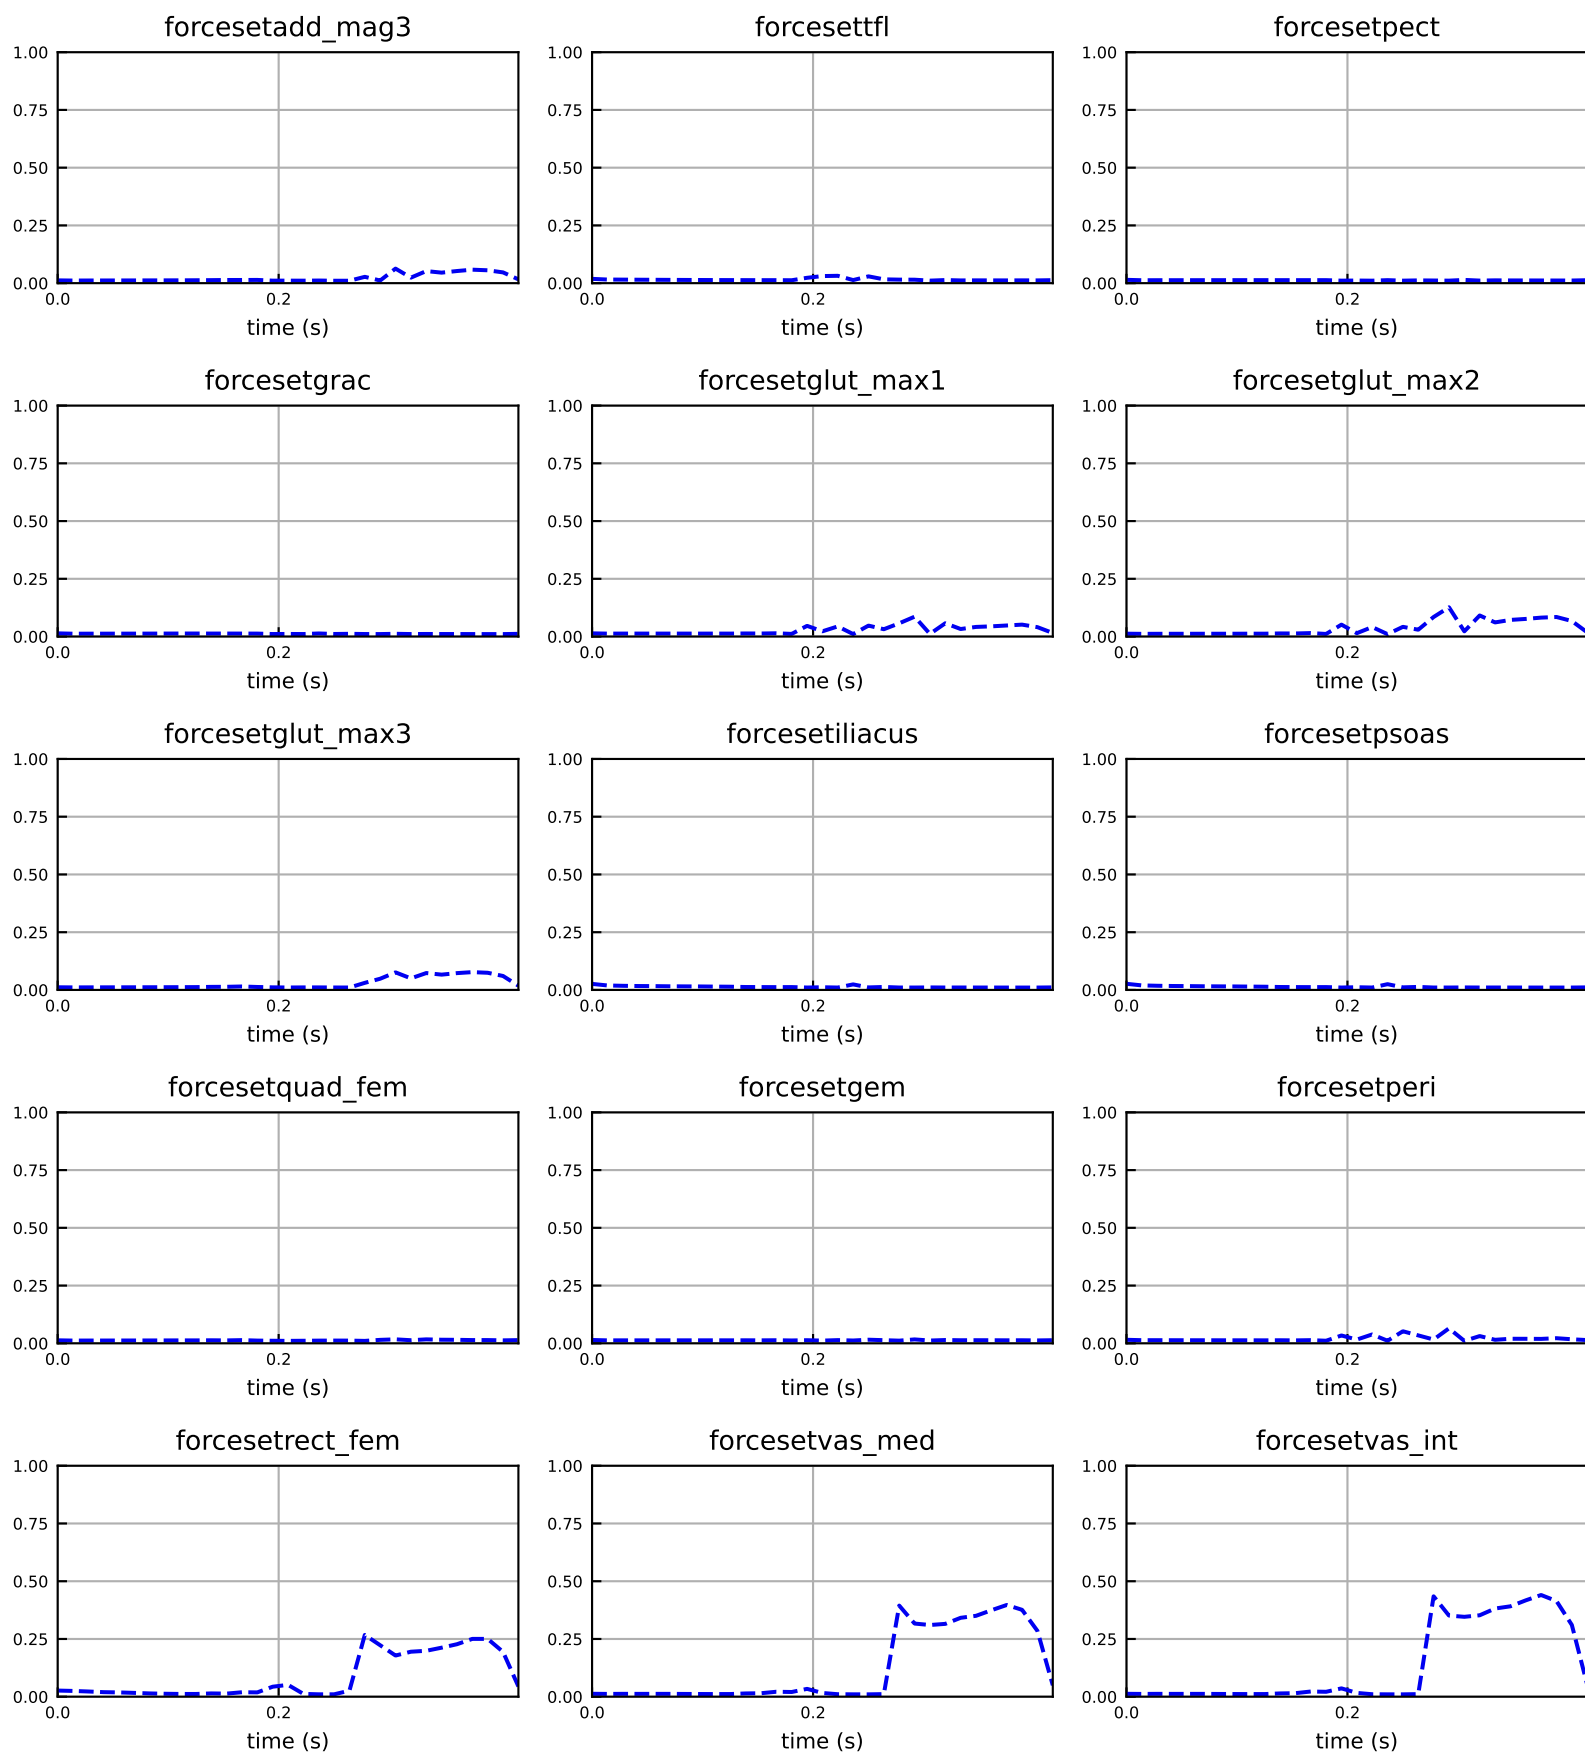 forcesetadd_mag3 forcesettfl forcesetpect
1.00 1.00 1.00
0.75 0.75 0.75
0.50 0.50 0.50
0.25 0.25 0.25
0.00 0.00 0.00
0.0 0.2 0.0 0.2 0.0 0.2
time (s) time (s) time (s)
forcesetgrac forcesetglut_max1 forcesetglut_max2
1.00 1.00 1.00
0.75 0.75 0.75
0.50 0.50 0.50
0.25 0.25 0.25
0.00 0.00 0.00
0.0 0.2 0.0 0.2 0.0 0.2
time (s) time (s) time (s)
forcesetglut_max3 forcesetiliacus forcesetpsoas
1.00 1.00 1.00
0.75 0.75 0.75
0.50 0.50 0.50
0.25 0.25 0.25
0.00 0.00 0.00
0.0 0.2 0.0 0.2 0.0 0.2
time (s) time (s) time (s)
forcesetquad_fem forcesetgem forcesetperi
1.00 1.00 1.00
0.75 0.75 0.75
0.50 0.50 0.50
0.25 0.25 0.25
0.00 0.00 0.00
0.0 0.2 0.0 0.2 0.0 0.2
time (s) time (s) time (s)
forcesetrect_fem forcesetvas_med forcesetvas_int
1.00 1.00 1.00
0.75 0.75 0.75
0.50 0.50 0.50
0.25 0.25 0.25
0.00 0.00 0.00
0.0 0.2 0.0 0.2 0.0 0.2
time (s) time (s) time (s)